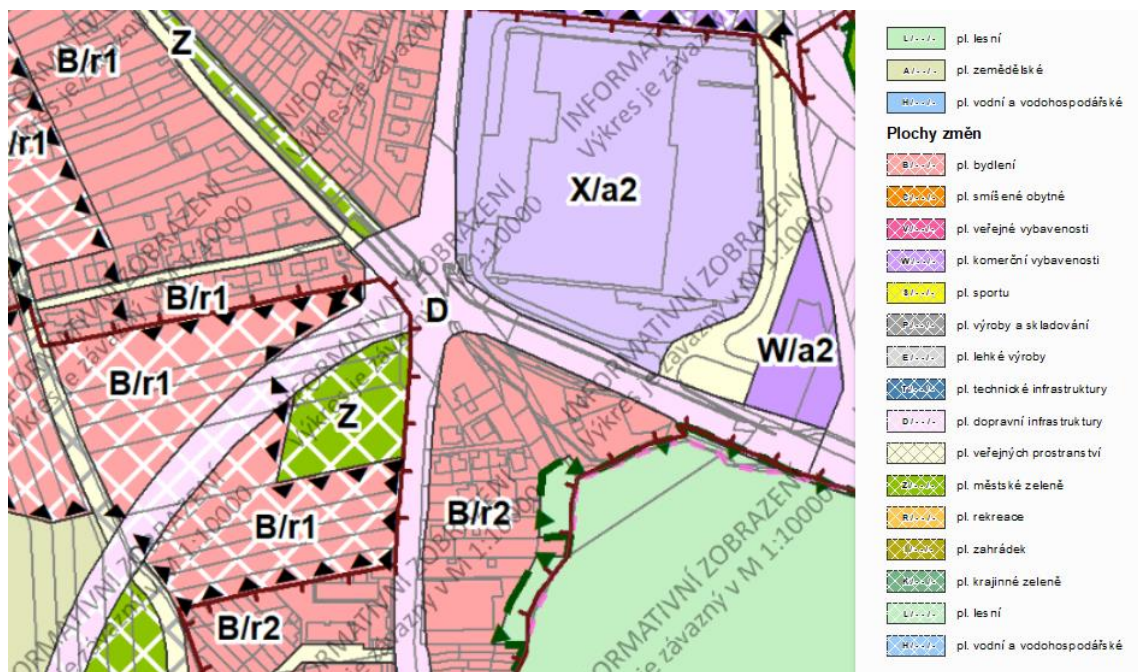 B/r1
Z
/r1
X/a2
B/r1
D
B/r1
W/a2
Z
B/r1
B/r2
B/r2
INFORMATIVNÍ ZOBRAZENÍ
Výkres je závazný v M 1:10000
L/--/-
pl. lesní
A/--/-
pl. zemědělské
H/--/-
pl. vodní a vodohospodářské
Plochy změn
B/--/-
pl. bydlení
pl. smíšené obytné
V/--/-
pl. veřejné vybavenosti
W/--/-
pl. komerční vybavenosti
S/--/-
pl. sportu
P/--/-
pl. výroby a skladování
E/--/-
pl. lehké výroby
T/--/-
pl. technické infrastruktury
D/--/-
pl. dopravní infrastruktury
pl. veřejných prostranství
Z/--/-
pl. městské zeleně
R/--/-
pl. rekreace
pl. zahrádek
K/--/-
pl. krajinné zeleně
L/--/-
pl. lesní
H/--/-
pl. vodní a vodohospodářské